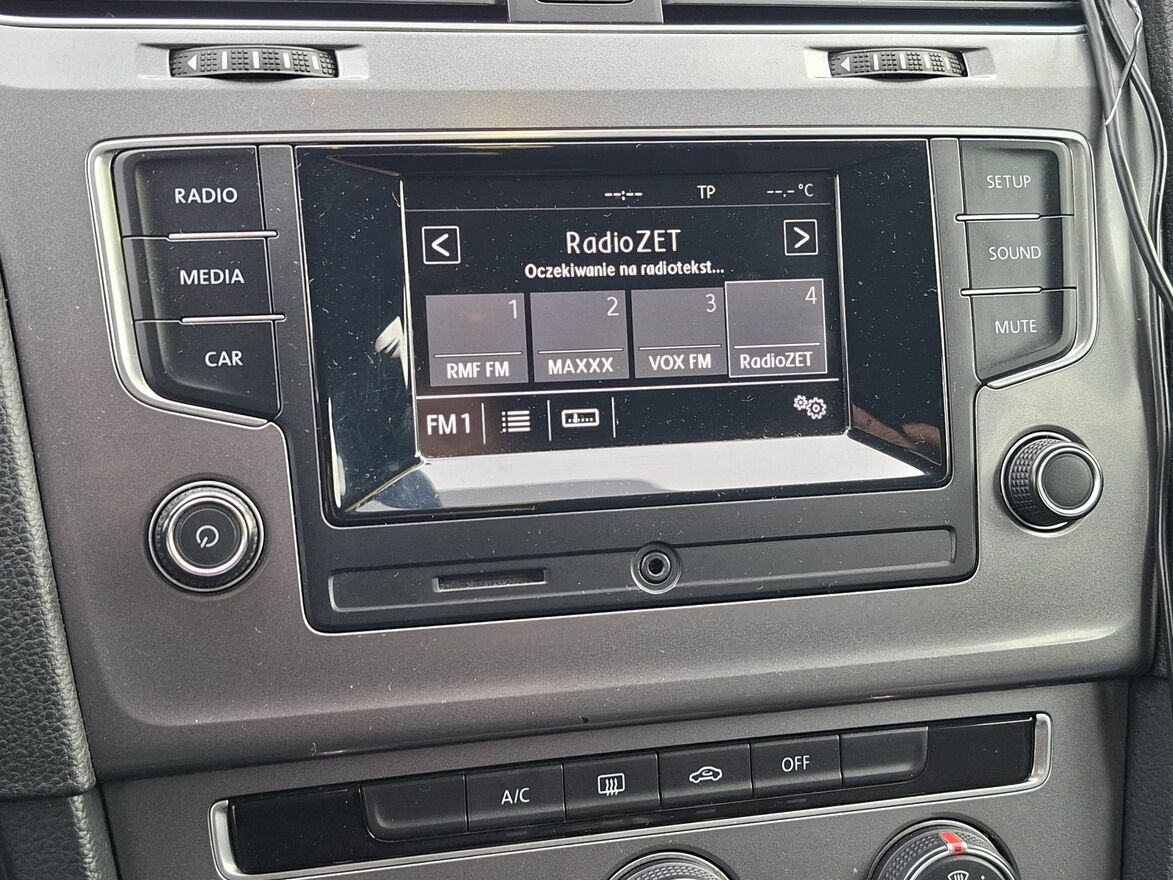 RADIO
MEDIA
CAR
SETUP
SOUND
MUTE
--:-- TP --.-°C
< RadioZET >
Oczekiwanie na radiotekst...
1 2 3 4
RMF FM MAXXX VOX FM RadioZET
FM1
A/C OFF